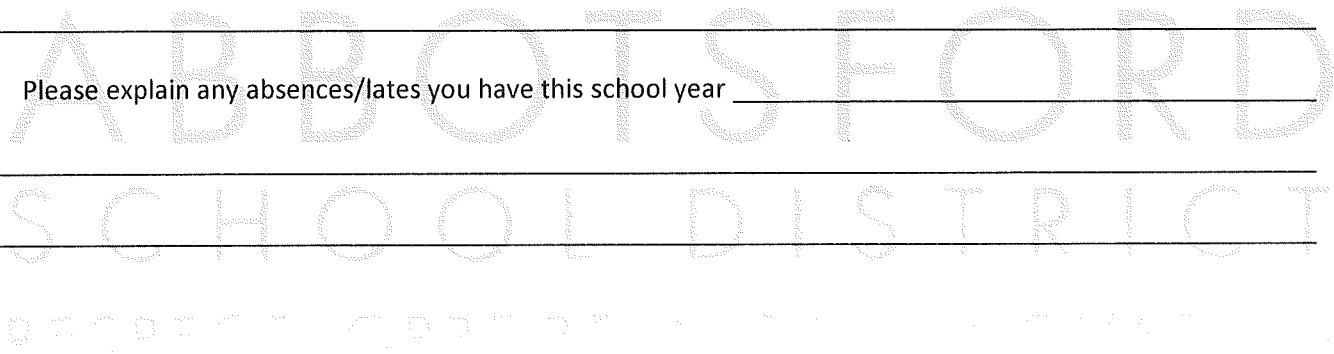 ABBOTSFORD
Please explain any absences/lates you have this school year
SCHOOL DISTRICT